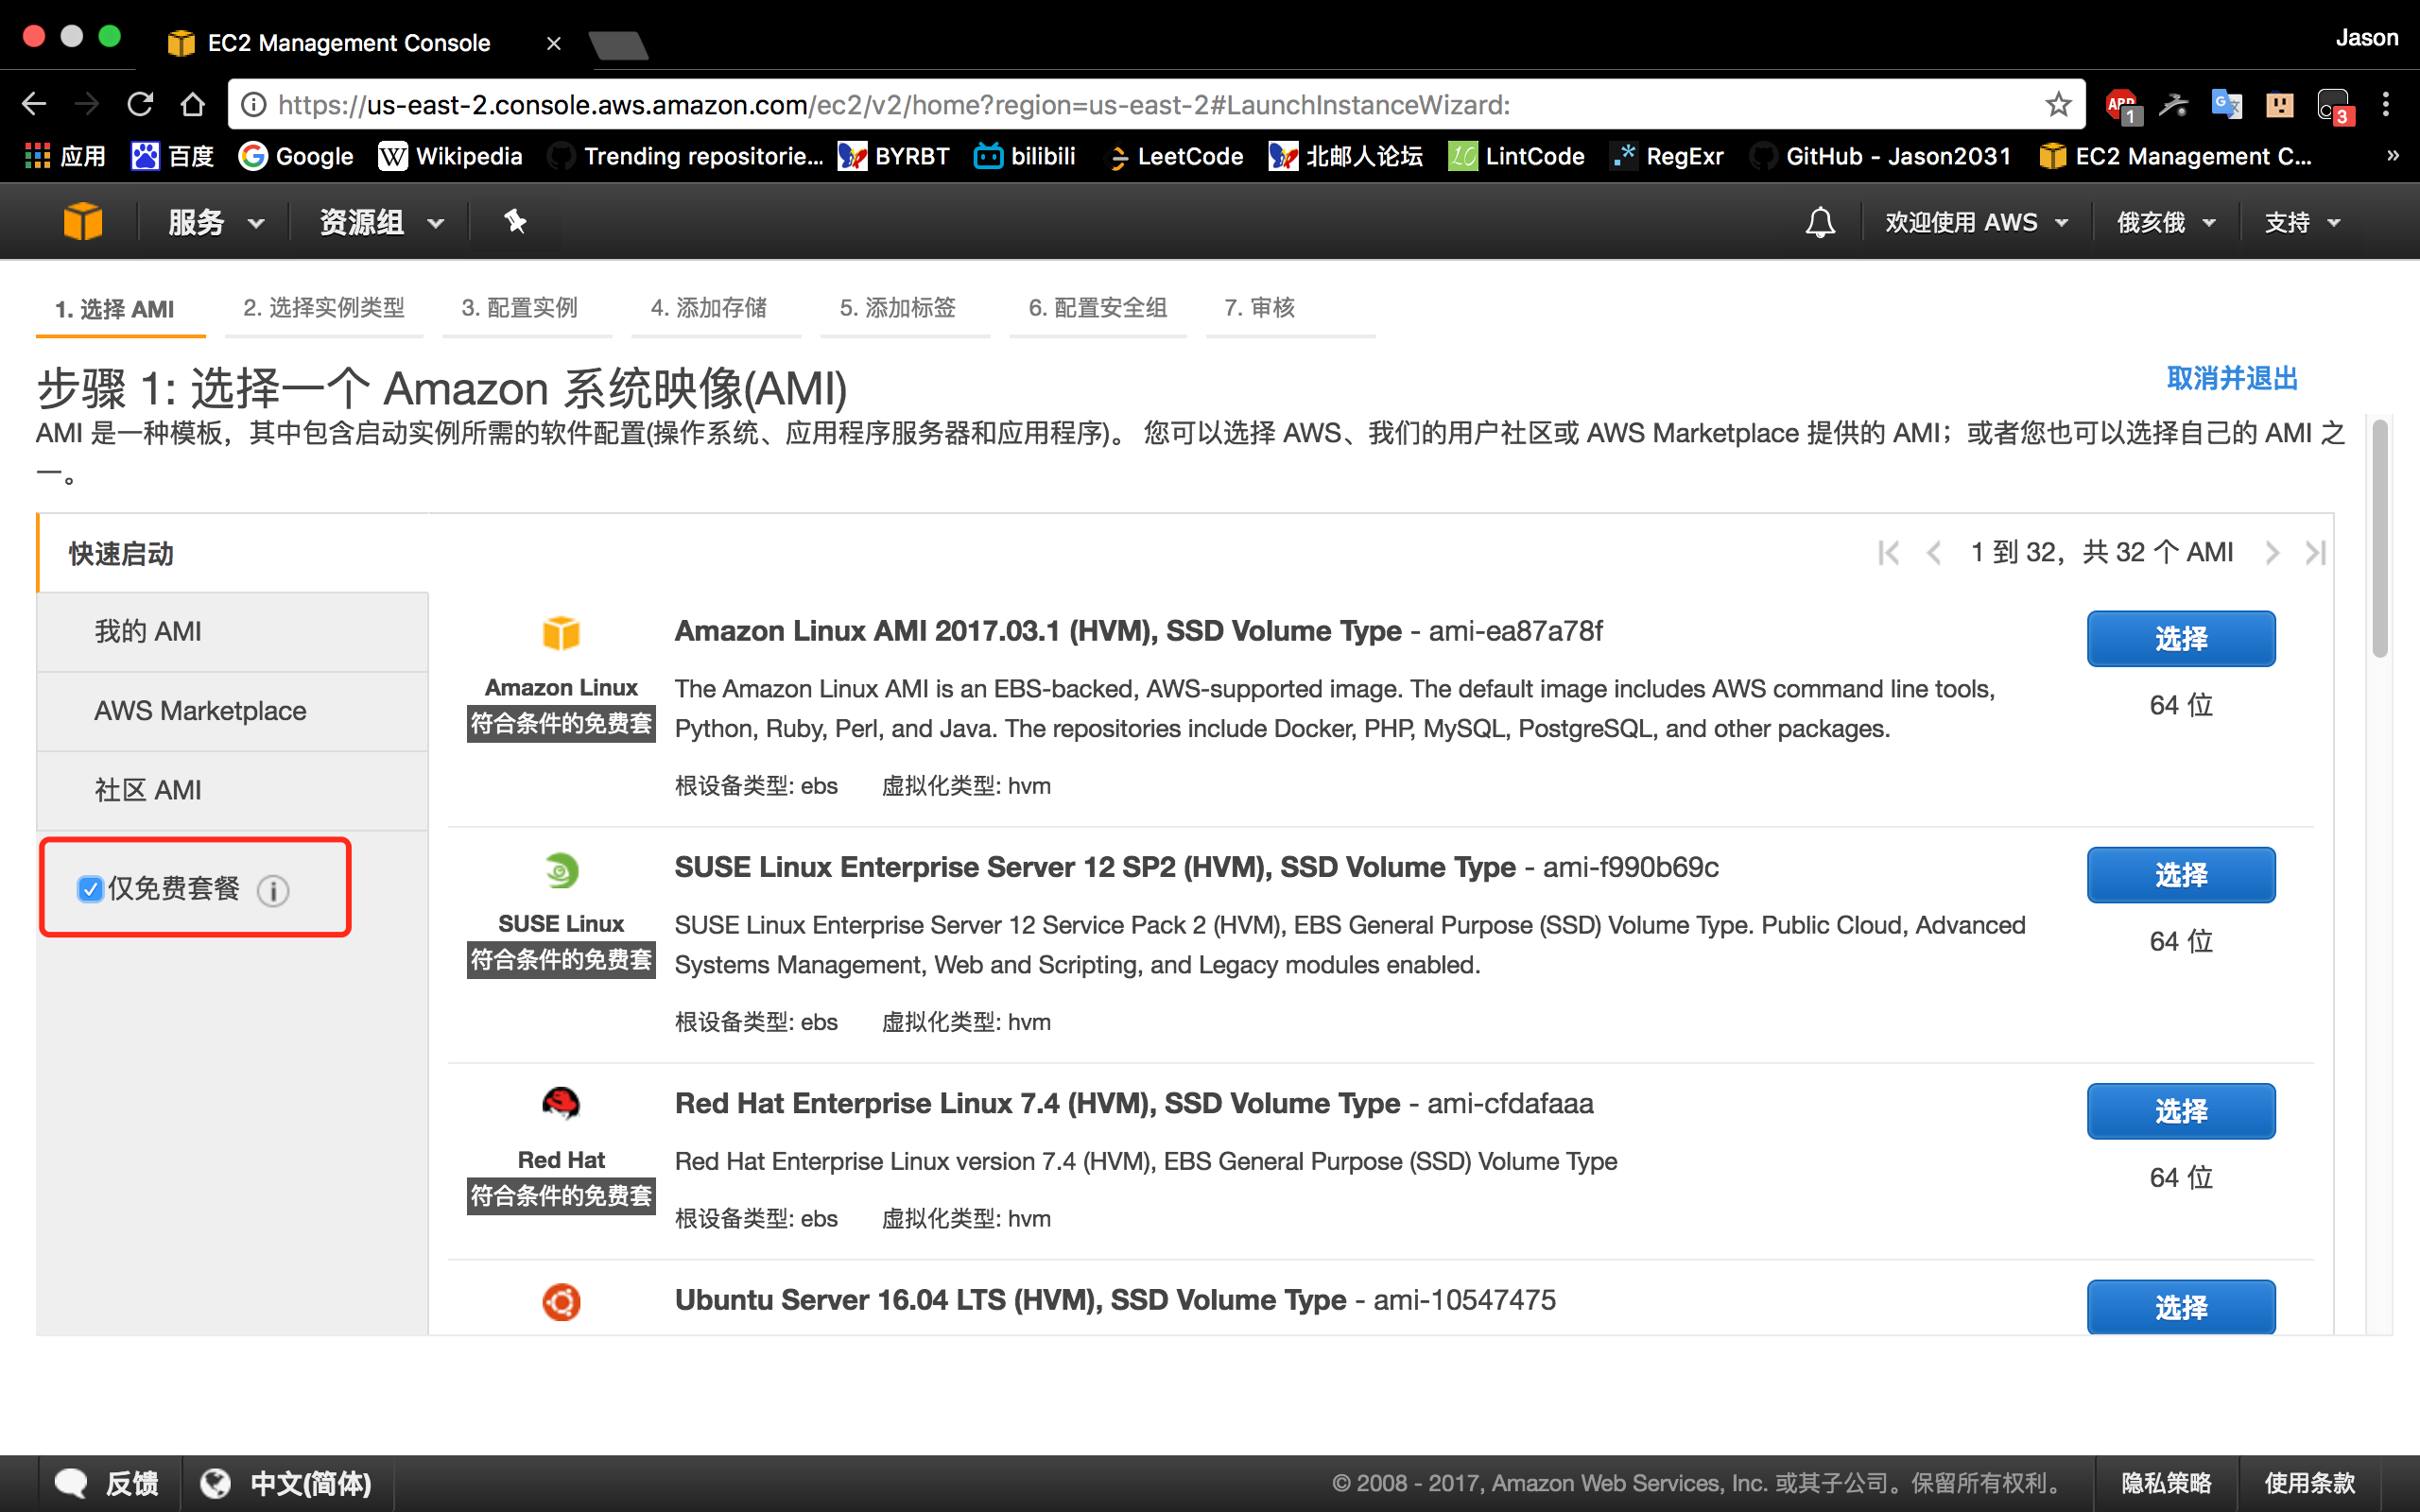 EC2 Management Console
Jason
https://us-east-2.console.aws.amazon.com/ec2/v2/home?region=us-east-2#LaunchInstanceWizard:
ABP 1 3
应用 百度 Google Wikipedia Trending repositorie... BYRBT bilibili LeetCode 北邮人论坛 LintCode RegExr GitHub - Jason2031 EC2 Management C... »
服务 资源组 欢迎使用 AWS 俄亥俄 支持
1. 选择 AMI 2. 选择实例类型 3. 配置实例 4. 添加存储 5. 添加标签 6. 配置安全组 7. 审核
步骤 1: 选择一个 Amazon 系统映像(AMI)
取消并退出
AMI 是一种模板，其中包含启动实例所需的软件配置(操作系统、应用程序服务器和应用程序)。 您可以选择 AWS、我们的用户社区或 AWS Marketplace 提供的 AMI；或者您也可以选择自己的 AMI 之
一。
快速启动
我的 AMI
AWS Marketplace
社区 AMI
仅免费套餐
1 到 32，共 32 个 AMI
Amazon Linux
符合条件的免费套
Amazon Linux AMI 2017.03.1 (HVM), SSD Volume Type - ami-ea87a78f
The Amazon Linux AMI is an EBS-backed, AWS-supported image. The default image includes AWS command line tools,
Python, Ruby, Perl, and Java. The repositories include Docker, PHP, MySQL, PostgreSQL, and other packages.
根设备类型: ebs 虚拟化类型: hvm
选择
64 位
SUSE Linux
符合条件的免费套
SUSE Linux Enterprise Server 12 SP2 (HVM), SSD Volume Type - ami-f990b69c
SUSE Linux Enterprise Server 12 Service Pack 2 (HVM), EBS General Purpose (SSD) Volume Type. Public Cloud, Advanced
Systems Management, Web and Scripting, and Legacy modules enabled.
根设备类型: ebs 虚拟化类型: hvm
选择
64 位
Red Hat
符合条件的免费套
Red Hat Enterprise Linux 7.4 (HVM), SSD Volume Type - ami-cfdafaaa
Red Hat Enterprise Linux version 7.4 (HVM), EBS General Purpose (SSD) Volume Type
根设备类型: ebs 虚拟化类型: hvm
选择
64 位
Ubuntu Server 16.04 LTS (HVM), SSD Volume Type - ami-10547475
选择
反馈 中文(简体)
© 2008 - 2017, Amazon Web Services, Inc. 或其子公司。保留所有权利。 隐私策略 使用条款